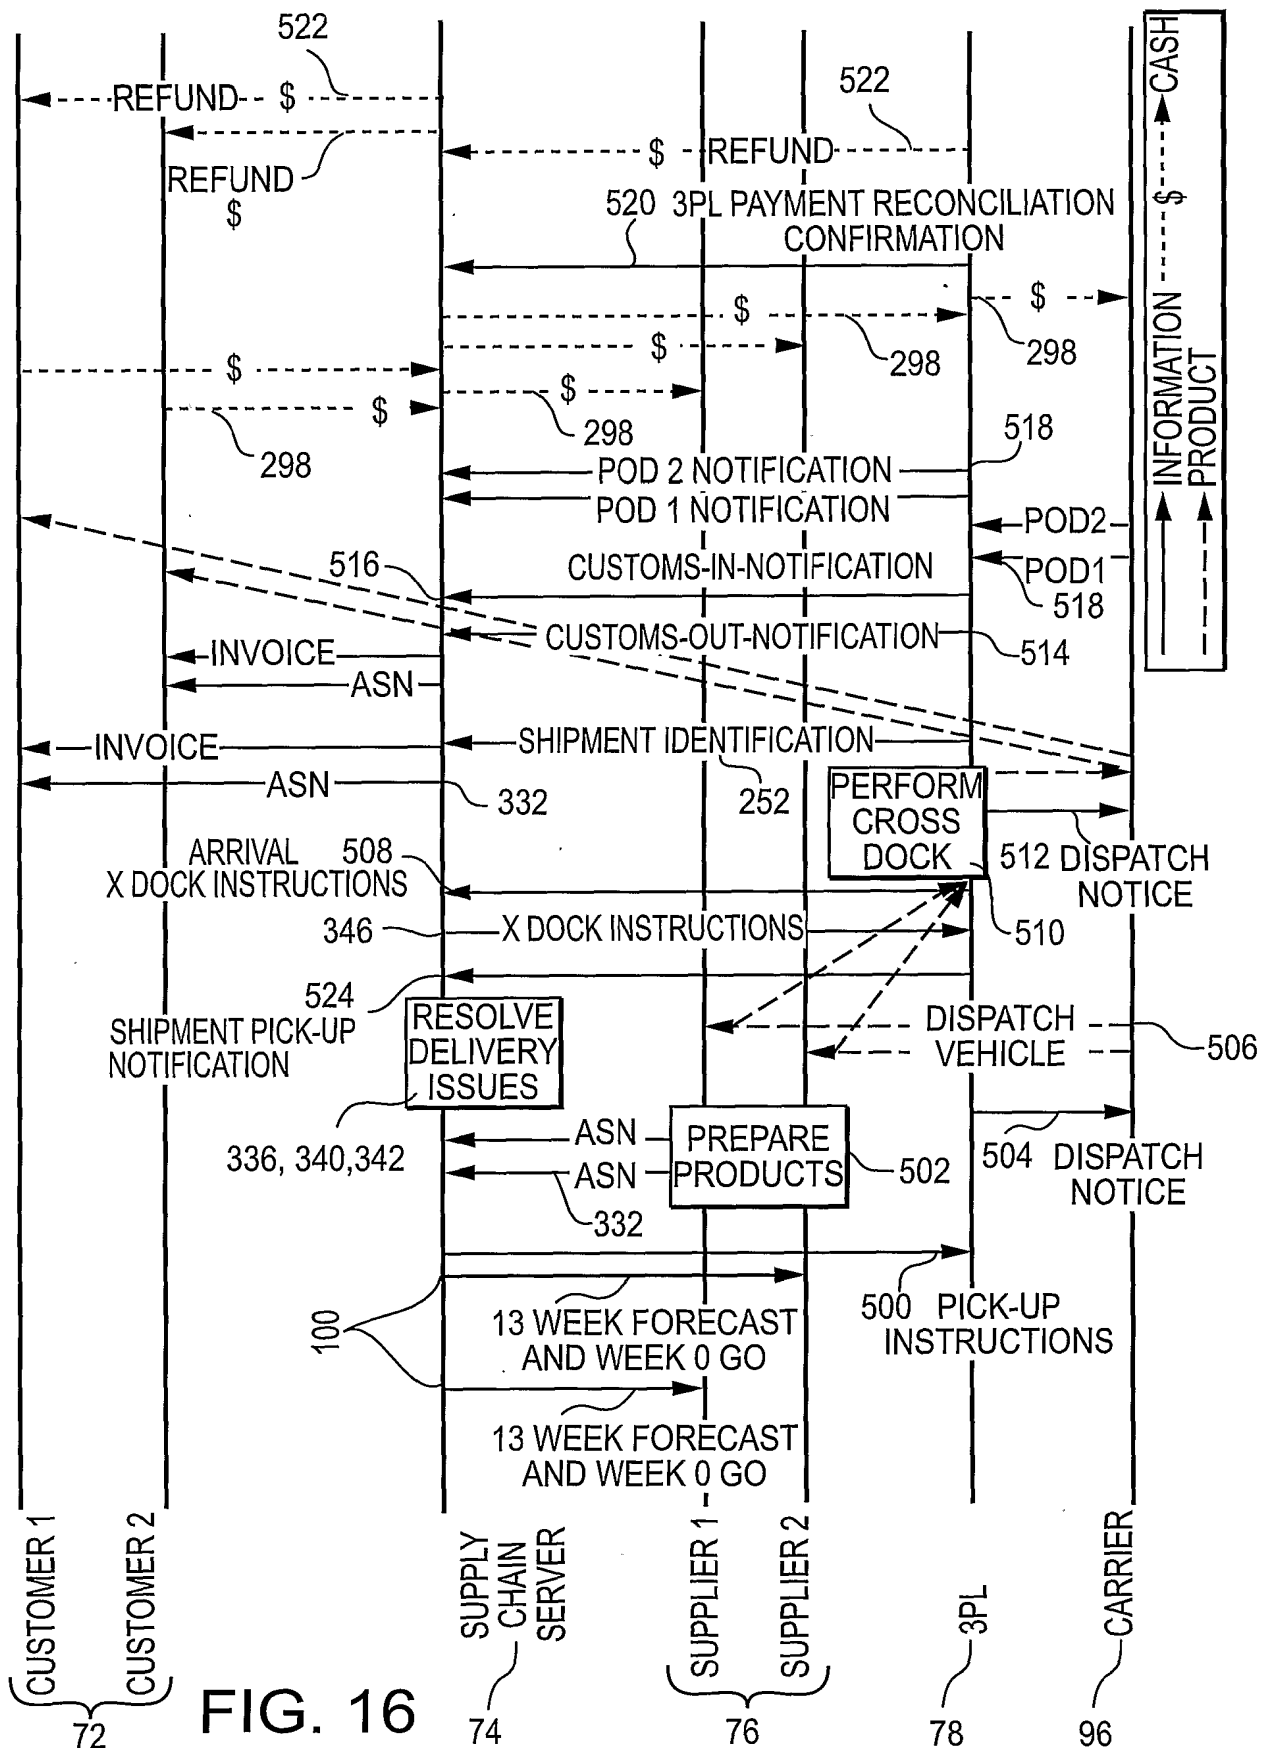 522
CASH
REFUND
$
522
$
REFUND
REFUND
$
$
520
3PL PAYMENT RECONCILIATION
CONFIRMATION
$
$
298
298
$
$
$
$
298
298
INFORMATION
PRODUCT
518
POD 2 NOTIFICATION
POD 1 NOTIFICATION
POD2
516
CUSTOMS-IN-NOTIFICATION
POD1
518
CUSTOMS-OUT-NOTIFICATION
514
INVOICE
ASN
INVOICE
SHIPMENT IDENTIFICATION
252
ASN
332
PERFORM
CROSS
DOCK
512 DISPATCH
NOTICE
ARRIVAL
X DOCK INSTRUCTIONS
508
346
X DOCK INSTRUCTIONS
510
524
SHIPMENT PICK-UP
NOTIFICATION
RESOLVE
DELIVERY
ISSUES
DISPATCH
VEHICLE
506
336, 340,342
ASN
ASN
332
PREPARE
PRODUCTS
502
504
DISPATCH
NOTICE
100
13 WEEK FORECAST
AND WEEK 0 GO
500 PICK-UP
INSTRUCTIONS
13 WEEK FORECAST
AND WEEK 0 GO
CUSTOMER 1
CUSTOMER 2
SUPPLY
CHAIN
SERVER
SUPPLIER 1
SUPPLIER 2
3PL
CARRIER
72
FIG. 16
74
76
78
96